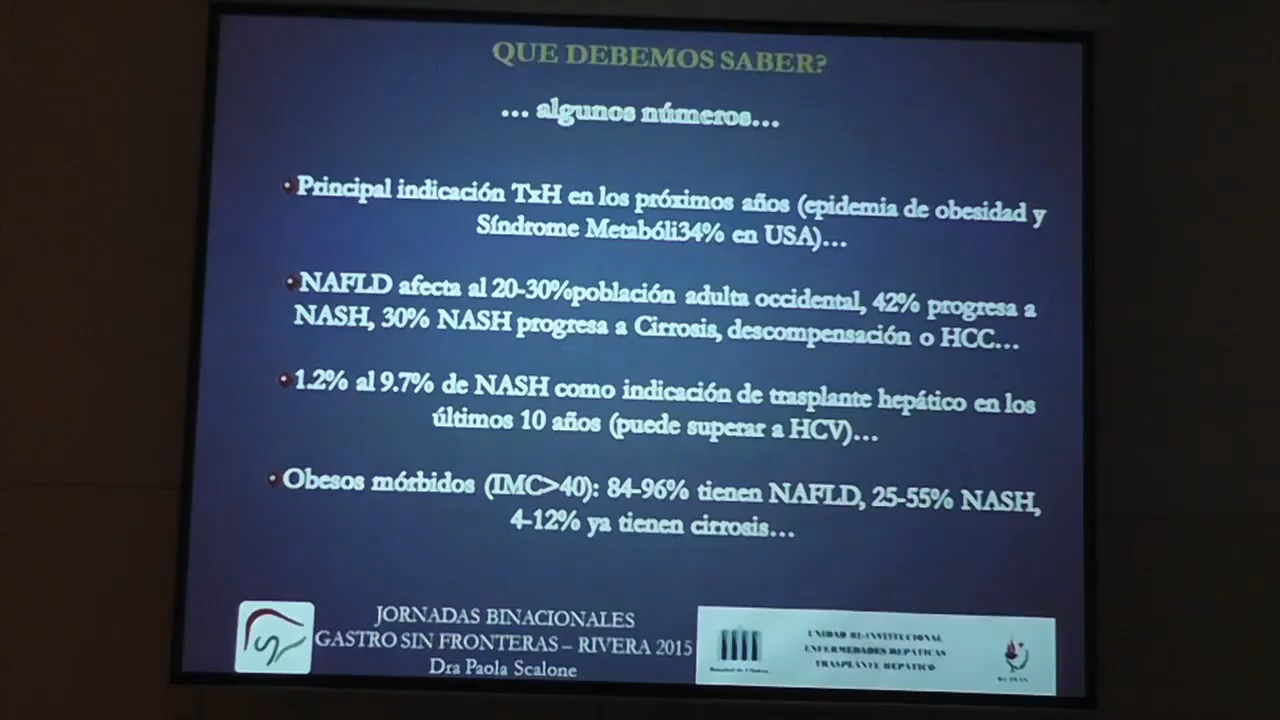 QUE DEBEMOS SABER?
... algunos números...
•Principal indicación TxH en los próximos años (epidemia de obesidad y
Síndrome Metabóli34% en USA)...
•NAFLD afecta al 20-30%población adulta occidental, 42% progresa a
NASH, 30% NASH progresa a Cirrosis, descompensación o HCC...
•1.2% al 9.7% de NASH como indicación de trasplante hepático en los
últimos 10 años (puede superar a HCV)...
• Obesos mórbidos (IMC>40): 84-96% tienen NAFLD, 25-55% NASH,
4-12% ya tienen cirrosis...
JORNADAS BINACIONALES
GASTRO SIN FRONTERAS – RIVERA 2015
Dra Paola Scalone
UNIDAD BI-INSTITUCIONAL
ENFERMEDADES HEPÁTICAS
TRASPLANTE HEPÁTICO